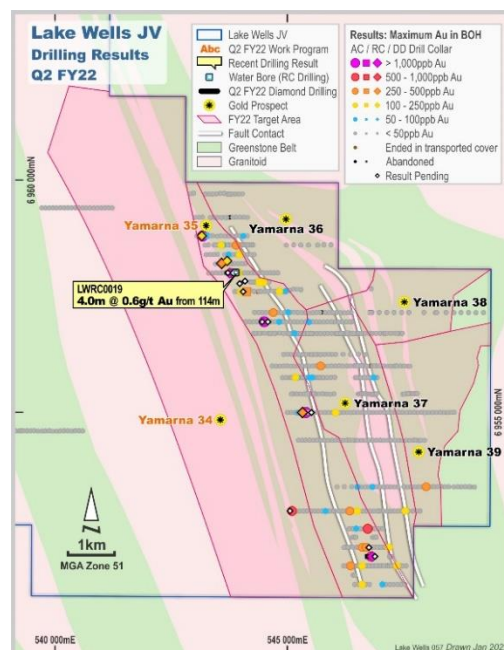 Lake Wells JV
Drilling Results
Q2 FY22
Lake Wells JV
Abc Q2 FY22 Work Program
Recent Drilling Result
Water Bore (RC Drilling)
Q2 FY22 Diamond Drilling
Gold Prospect
FY22 Target Area
Fault Contact
Greenstone Belt
Granitoid
Results: Maximum Au in BOH
AC / RC / DD Drill Collar
> 1,000ppb Au
500 - 1,000ppb Au
250 - 500ppb Au
100 - 250ppb Au
50 - 100ppb Au
< 50ppb Au
Ended in transported cover
Abandoned
Result Pending
6 960 000mN
Yamarna 35
Yamarna 36
LWRC0019
4.0m @ 0.6g/t Au from 114m
Yamarna 38
Yamarna 37
Yamarna 34
6 955 000mN
Yamarna 39
N
1km
MGA Zone 51
540 000mE
545 000mE
Lake Wells 057 Drawn Jan 202